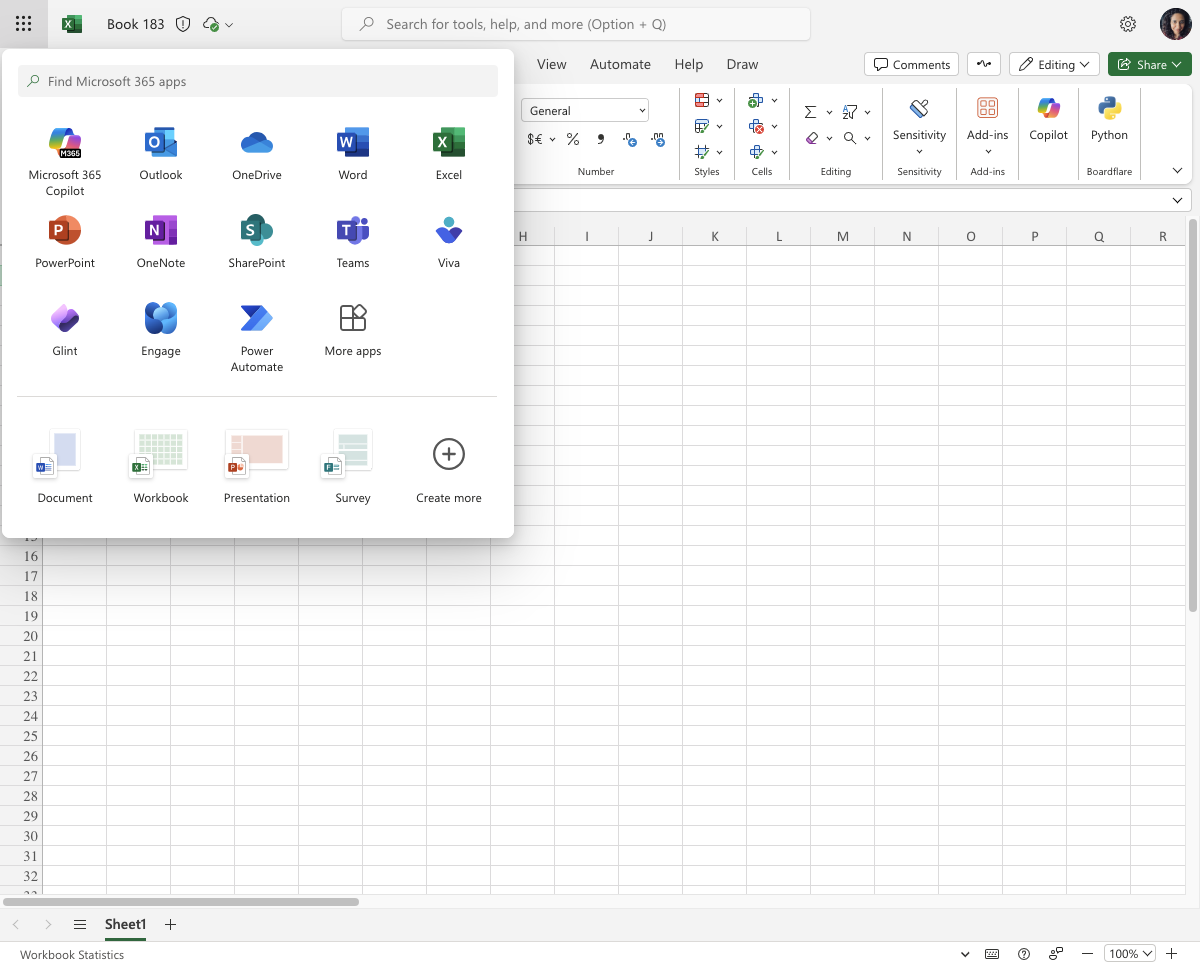 Book 183
Search for tools, help, and more (Option + Q)
Find Microsoft 365 apps
M365
Microsoft 365
Copilot
Outlook
OneDrive
Word
Excel
PowerPoint
OneNote
SharePoint
Teams
Viva
Glint
Engage
Power
Automate
More apps
Document
Workbook
Presentation
Survey
Create more
View
Automate
Help
Draw
Comments
Editing
Share
General
$€
%
Number
Styles
Cells
Editing
Sensitivity
Sensitivity
Add-ins
Add-ins
Copilot
Python
Boardflare
H I J K L M N O P Q R
15
16
17
18
19
20
21
22
23
24
25
26
27
28
29
30
31
32
33
Sheet1
Workbook Statistics
100%